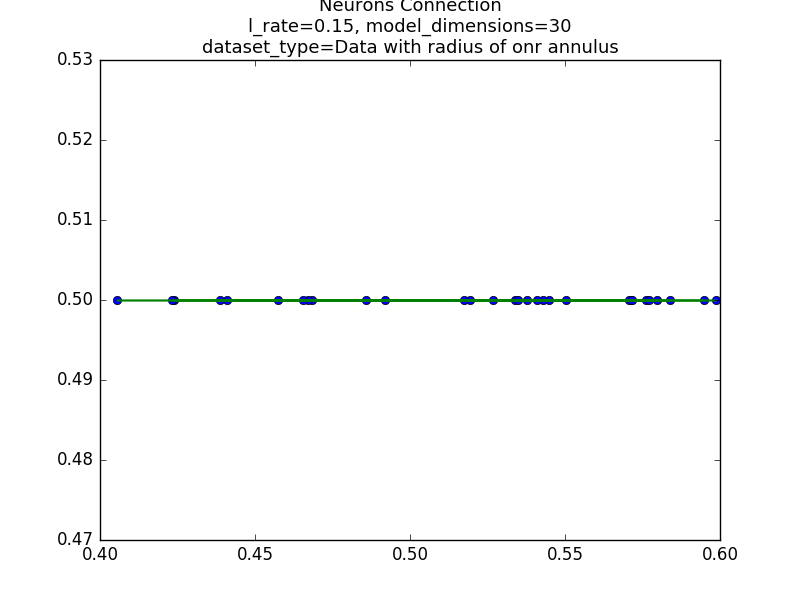 Neurons Connection
l_rate=0.15, model_dimensions=30
dataset_type=Data with radius of onr annulus
0.53
0.52
0.51
0.50
0.49
0.48
0.47
0.40 0.45 0.50 0.55 0.60